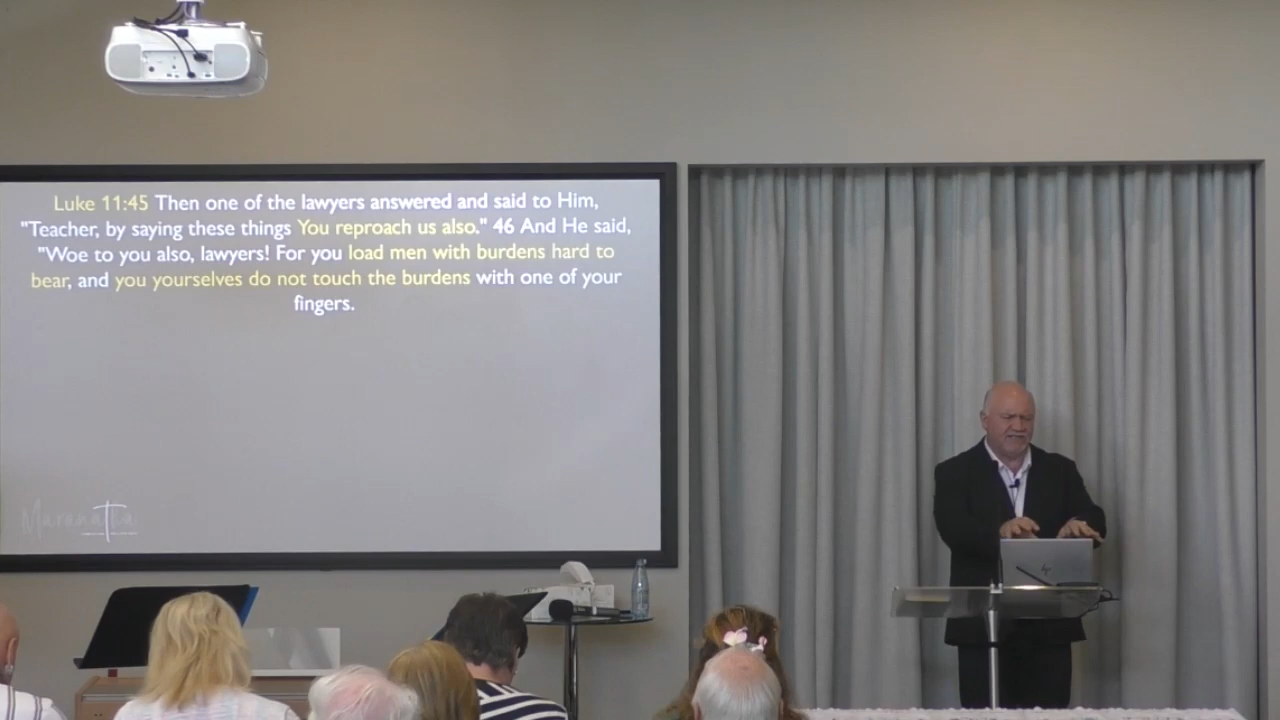 Luke 11:45 Then one of the lawyers answered and said to Him,
"Teacher, by saying these things You reproach us also." 46 And He said,
"Woe to you also, lawyers! For you load men with burdens hard to
bear, and you yourselves do not touch the burdens with one of your
fingers.
Maranatha
hp